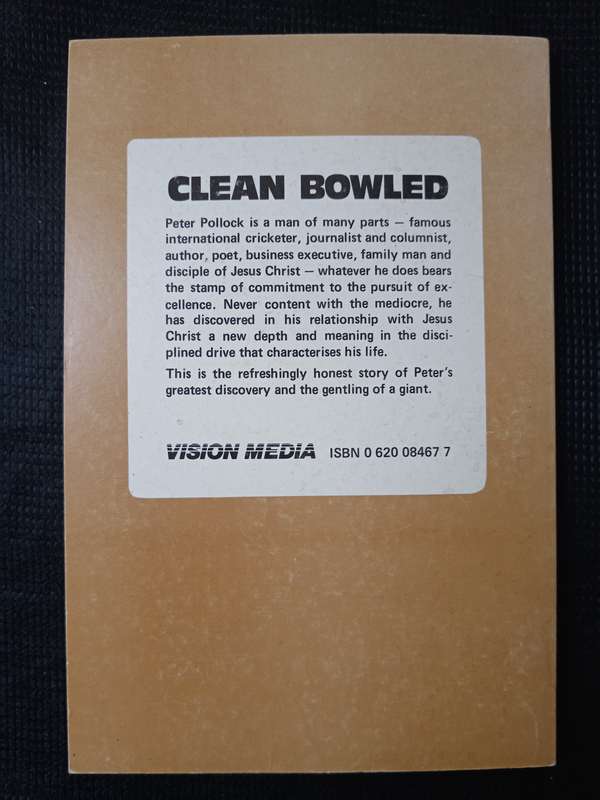 CLEAN BOWLED
Peter Pollock is a man of many parts — famous
international cricketer, journalist and columnist,
author, poet, business executive, family man and
disciple of Jesus Christ — whatever he does bears
the stamp of commitment to the pursuit of ex-
cellence. Never content with the mediocre, he
has discovered in his relationship with Jesus
Christ a new depth and meaning in the disci-
plined drive that characterises his life.
This is the refreshingly honest story of Peter's
greatest discovery and the gentling of a giant.
VISION MEDIA ISBN 0 620 08467 7